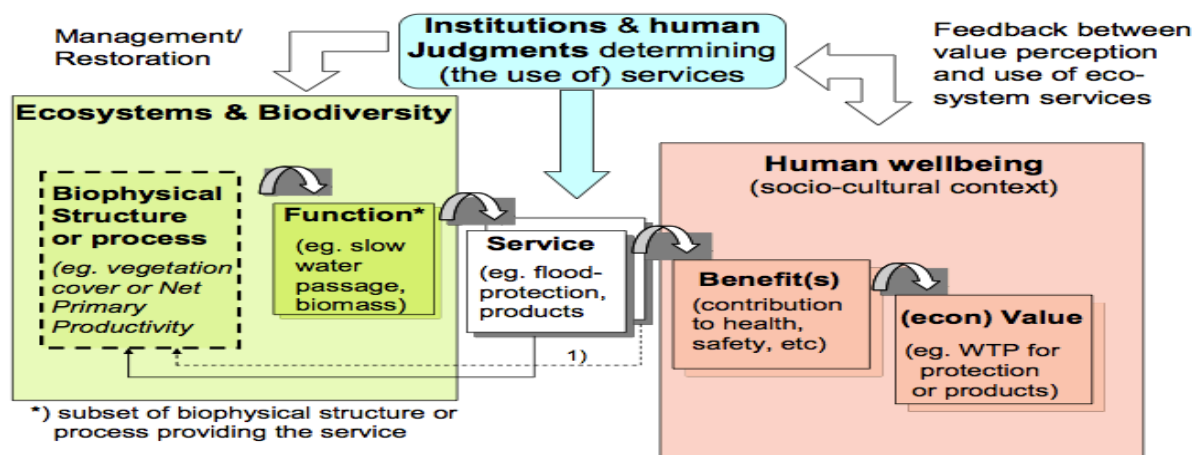 Management/
Restoration
Institutions & human
Judgments determining
(the use of) services
Feedback between
value perception
and use of eco-
system services
Ecosystems & Biodiversity
Biophysical
Structure
or process
(eg. vegetation
cover or Net
Primary
Productivity
Function*
(eg. slow
water
passage,
biomass)
Service
(eg. flood-
protection,
products
1)
Human wellbeing
(socio-cultural context)
Benefit(s)
(contribution
to health,
safety, etc)
(econ) Value
(eg. WTP for
protection
or products)
*) subset of biophysical structure or
process providing the service